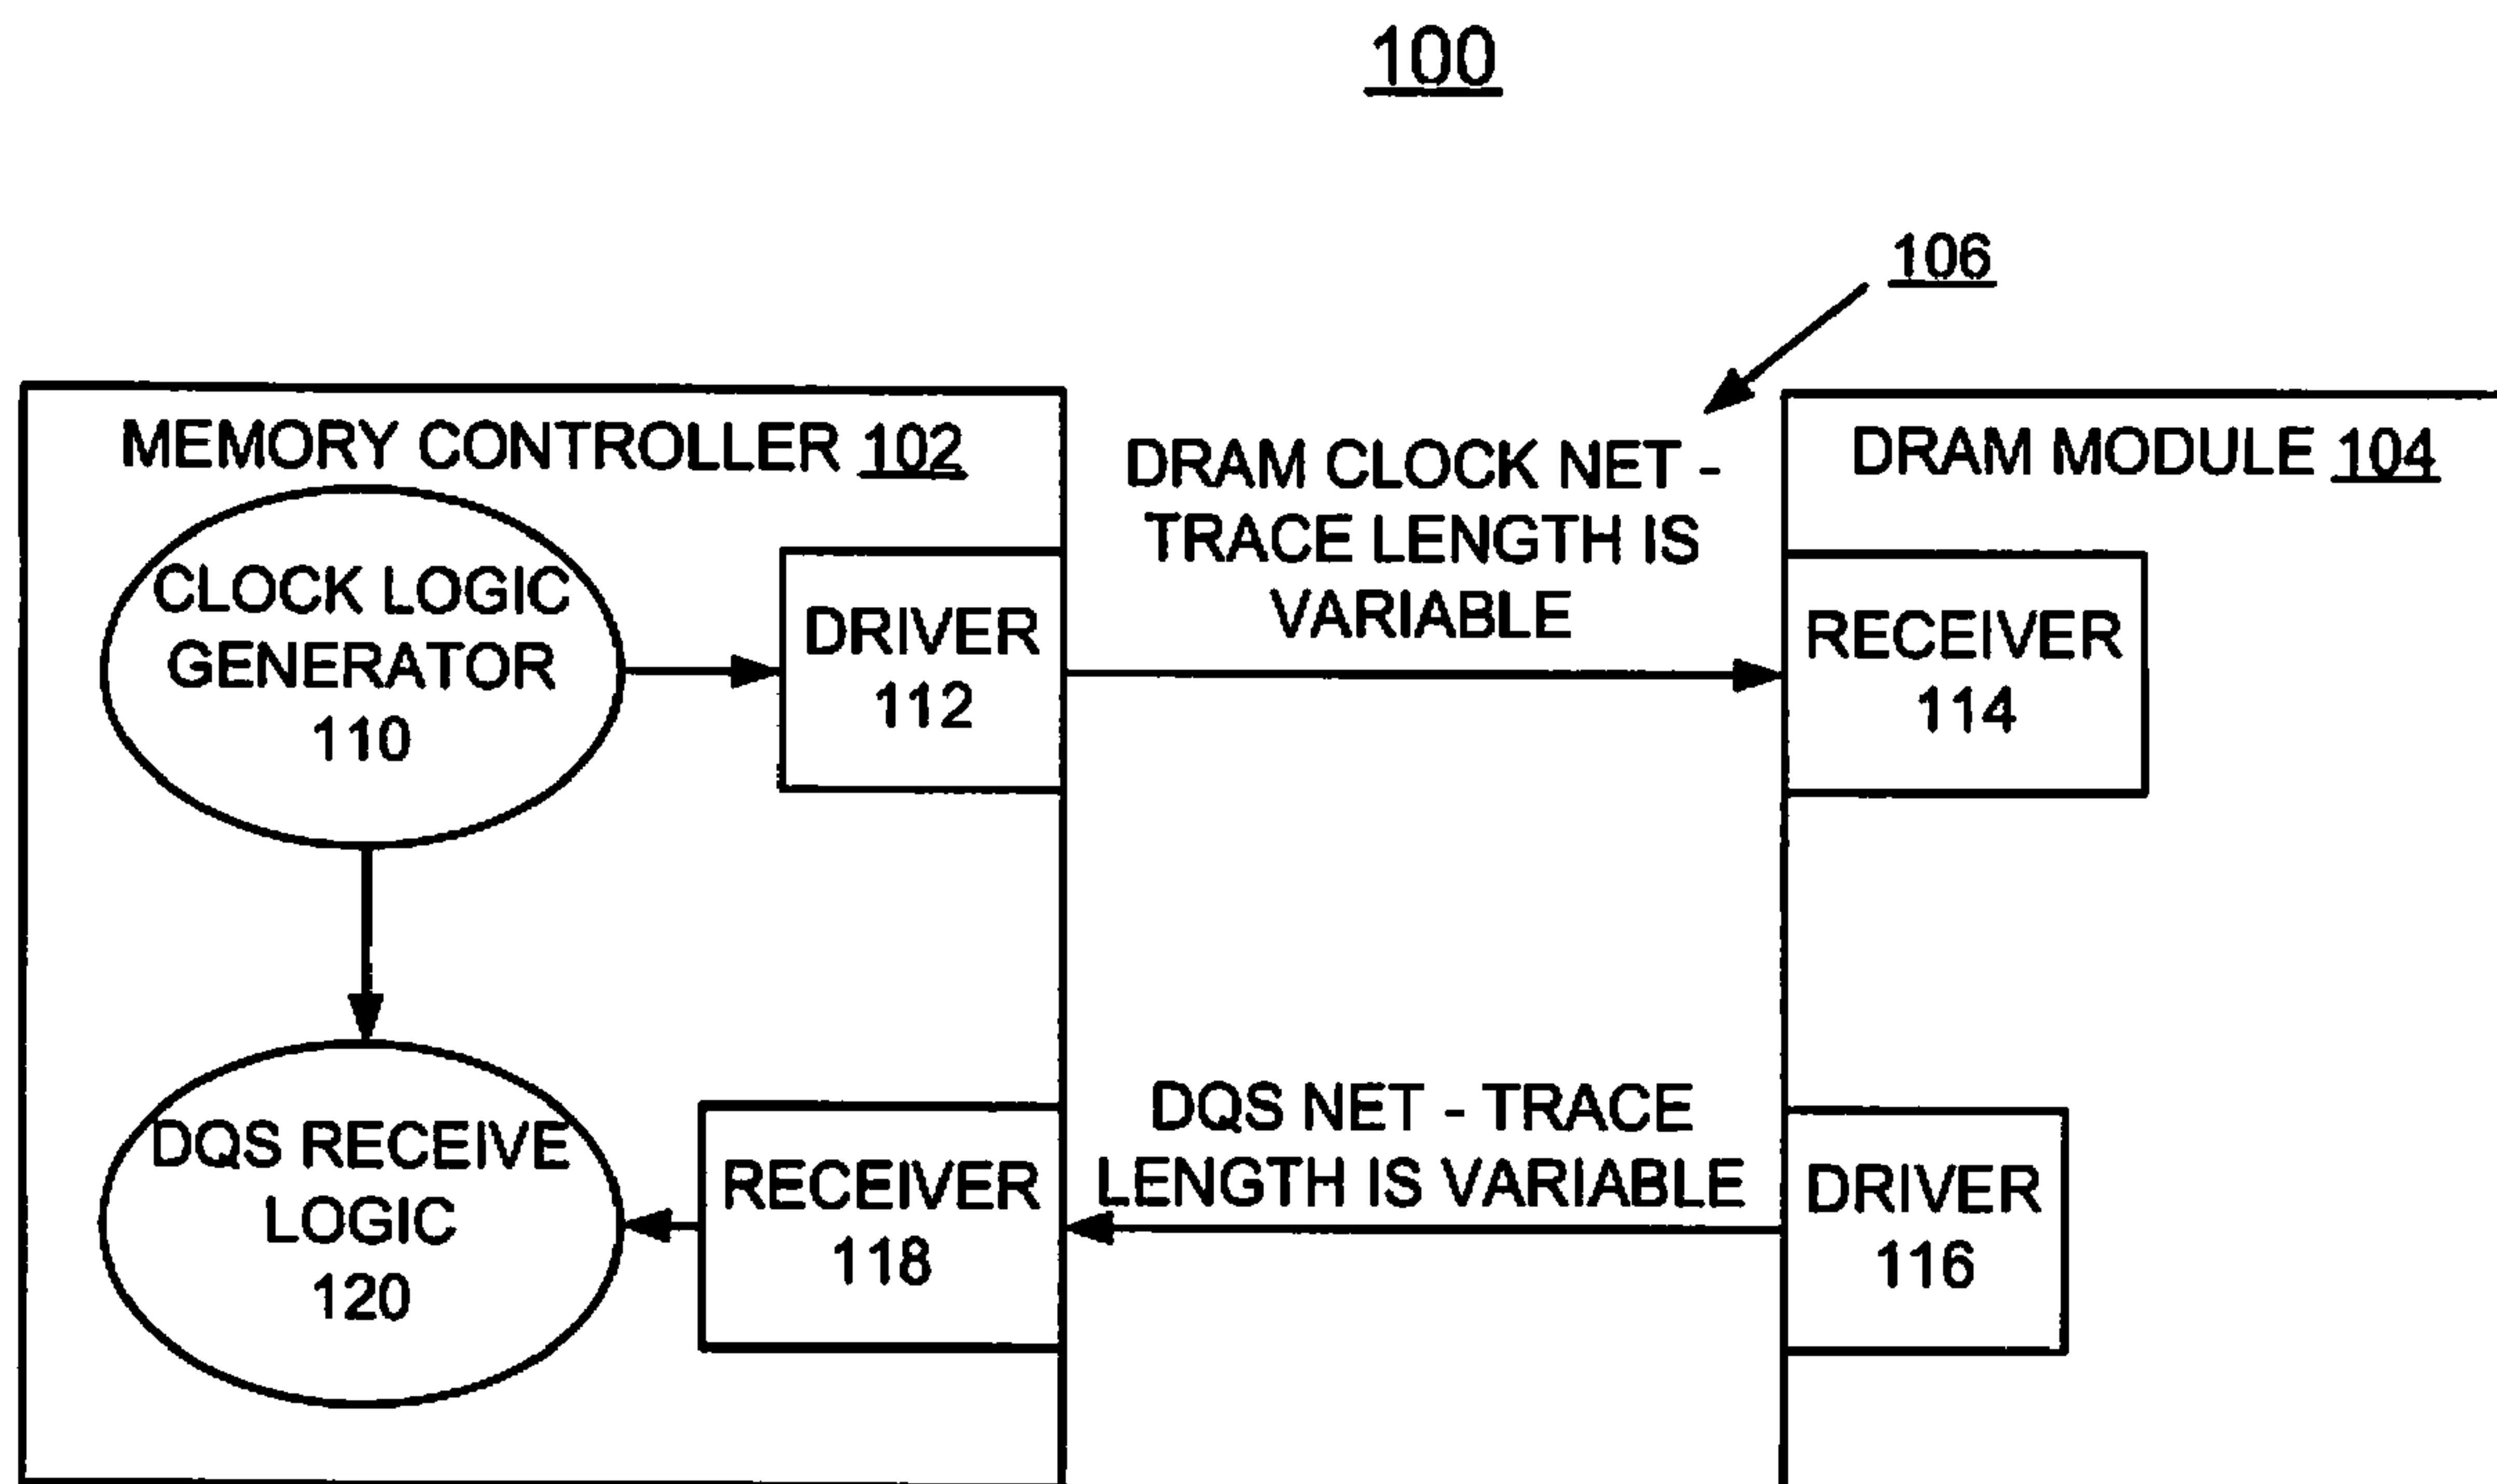 100
106
MEMORY CONTROLLER 102
CLOCK LOGIC
GENERATOR
110
DRIVER
112
DRAM CLOCK NET -
TRACE LENGTH IS
VARIABLE
DRAM MODULE 104
RECEIVER
114
DQS RECEIVE
LOGIC
120
RECEIVER
118
DQS NET - TRACE
LENGTH IS VARIABLE
DRIVER
116